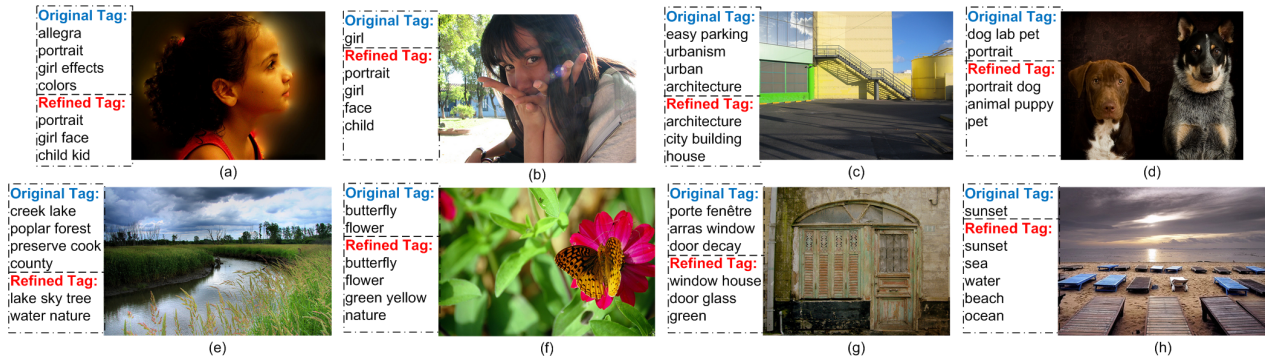 Original Tag:
allegra
portrait
girl effects
colors
Refined Tag:
portrait
girl face
child kid
(a)
Original Tag:
girl
Refined Tag:
portrait
girl
face
child
(b)
Original Tag:
easy parking
urbanism
urban
architecture
Refined Tag:
architecture
city building
house
(c)
Original Tag:
dog lab pet
portrait
Refined Tag:
portrait dog
animal puppy
pet
(d)
Original Tag:
creek lake
poplar forest
preserve cook
county
Refined Tag:
lake sky tree
water nature
(e)
Original Tag:
butterfly
flower
Refined Tag:
butterfly
flower
green yellow
nature
(f)
Original Tag:
porte fenêtre
arras window
door decay
Refined Tag:
window house
door glass
green
(g)
Original Tag:
sunset
Refined Tag:
sunset
sea
water
beach
ocean
(h)